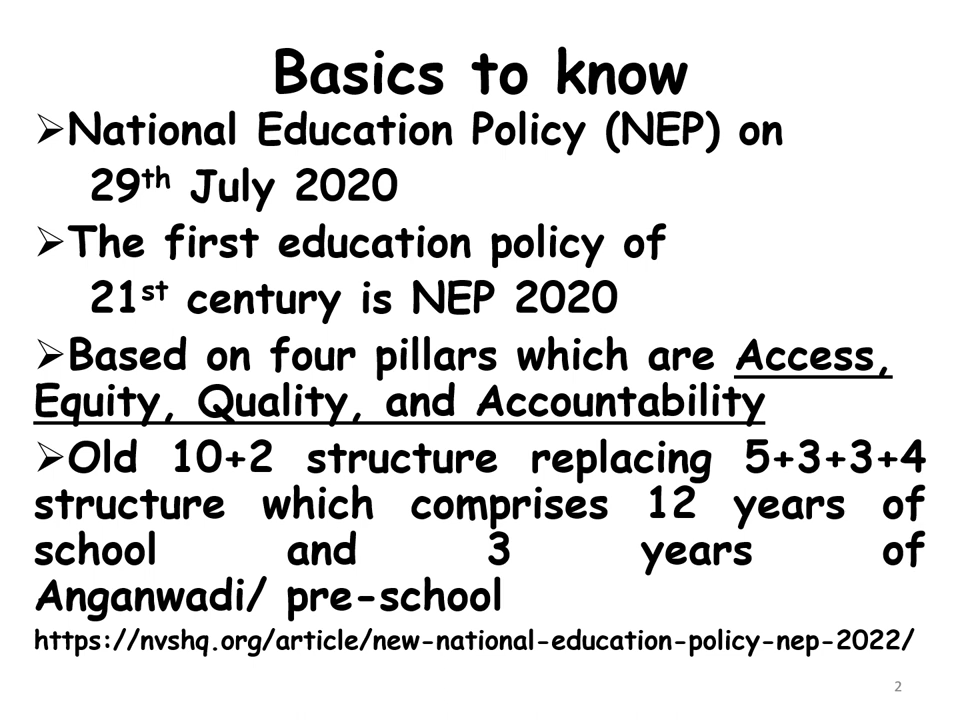 Basics to know
➢National Education Policy (NEP) on
29th July 2020
➢The first education policy of
21st century is NEP 2020
➢Based on four pillars which are Access,
Equity, Quality, and Accountability
➢Old 10+2 structure replacing 5+3+3+4
structure which comprises 12 years of
school and 3 years of
Anganwadi/ pre-school
https://nvshq.org/article/new-national-education-policy-nep-2022/
2